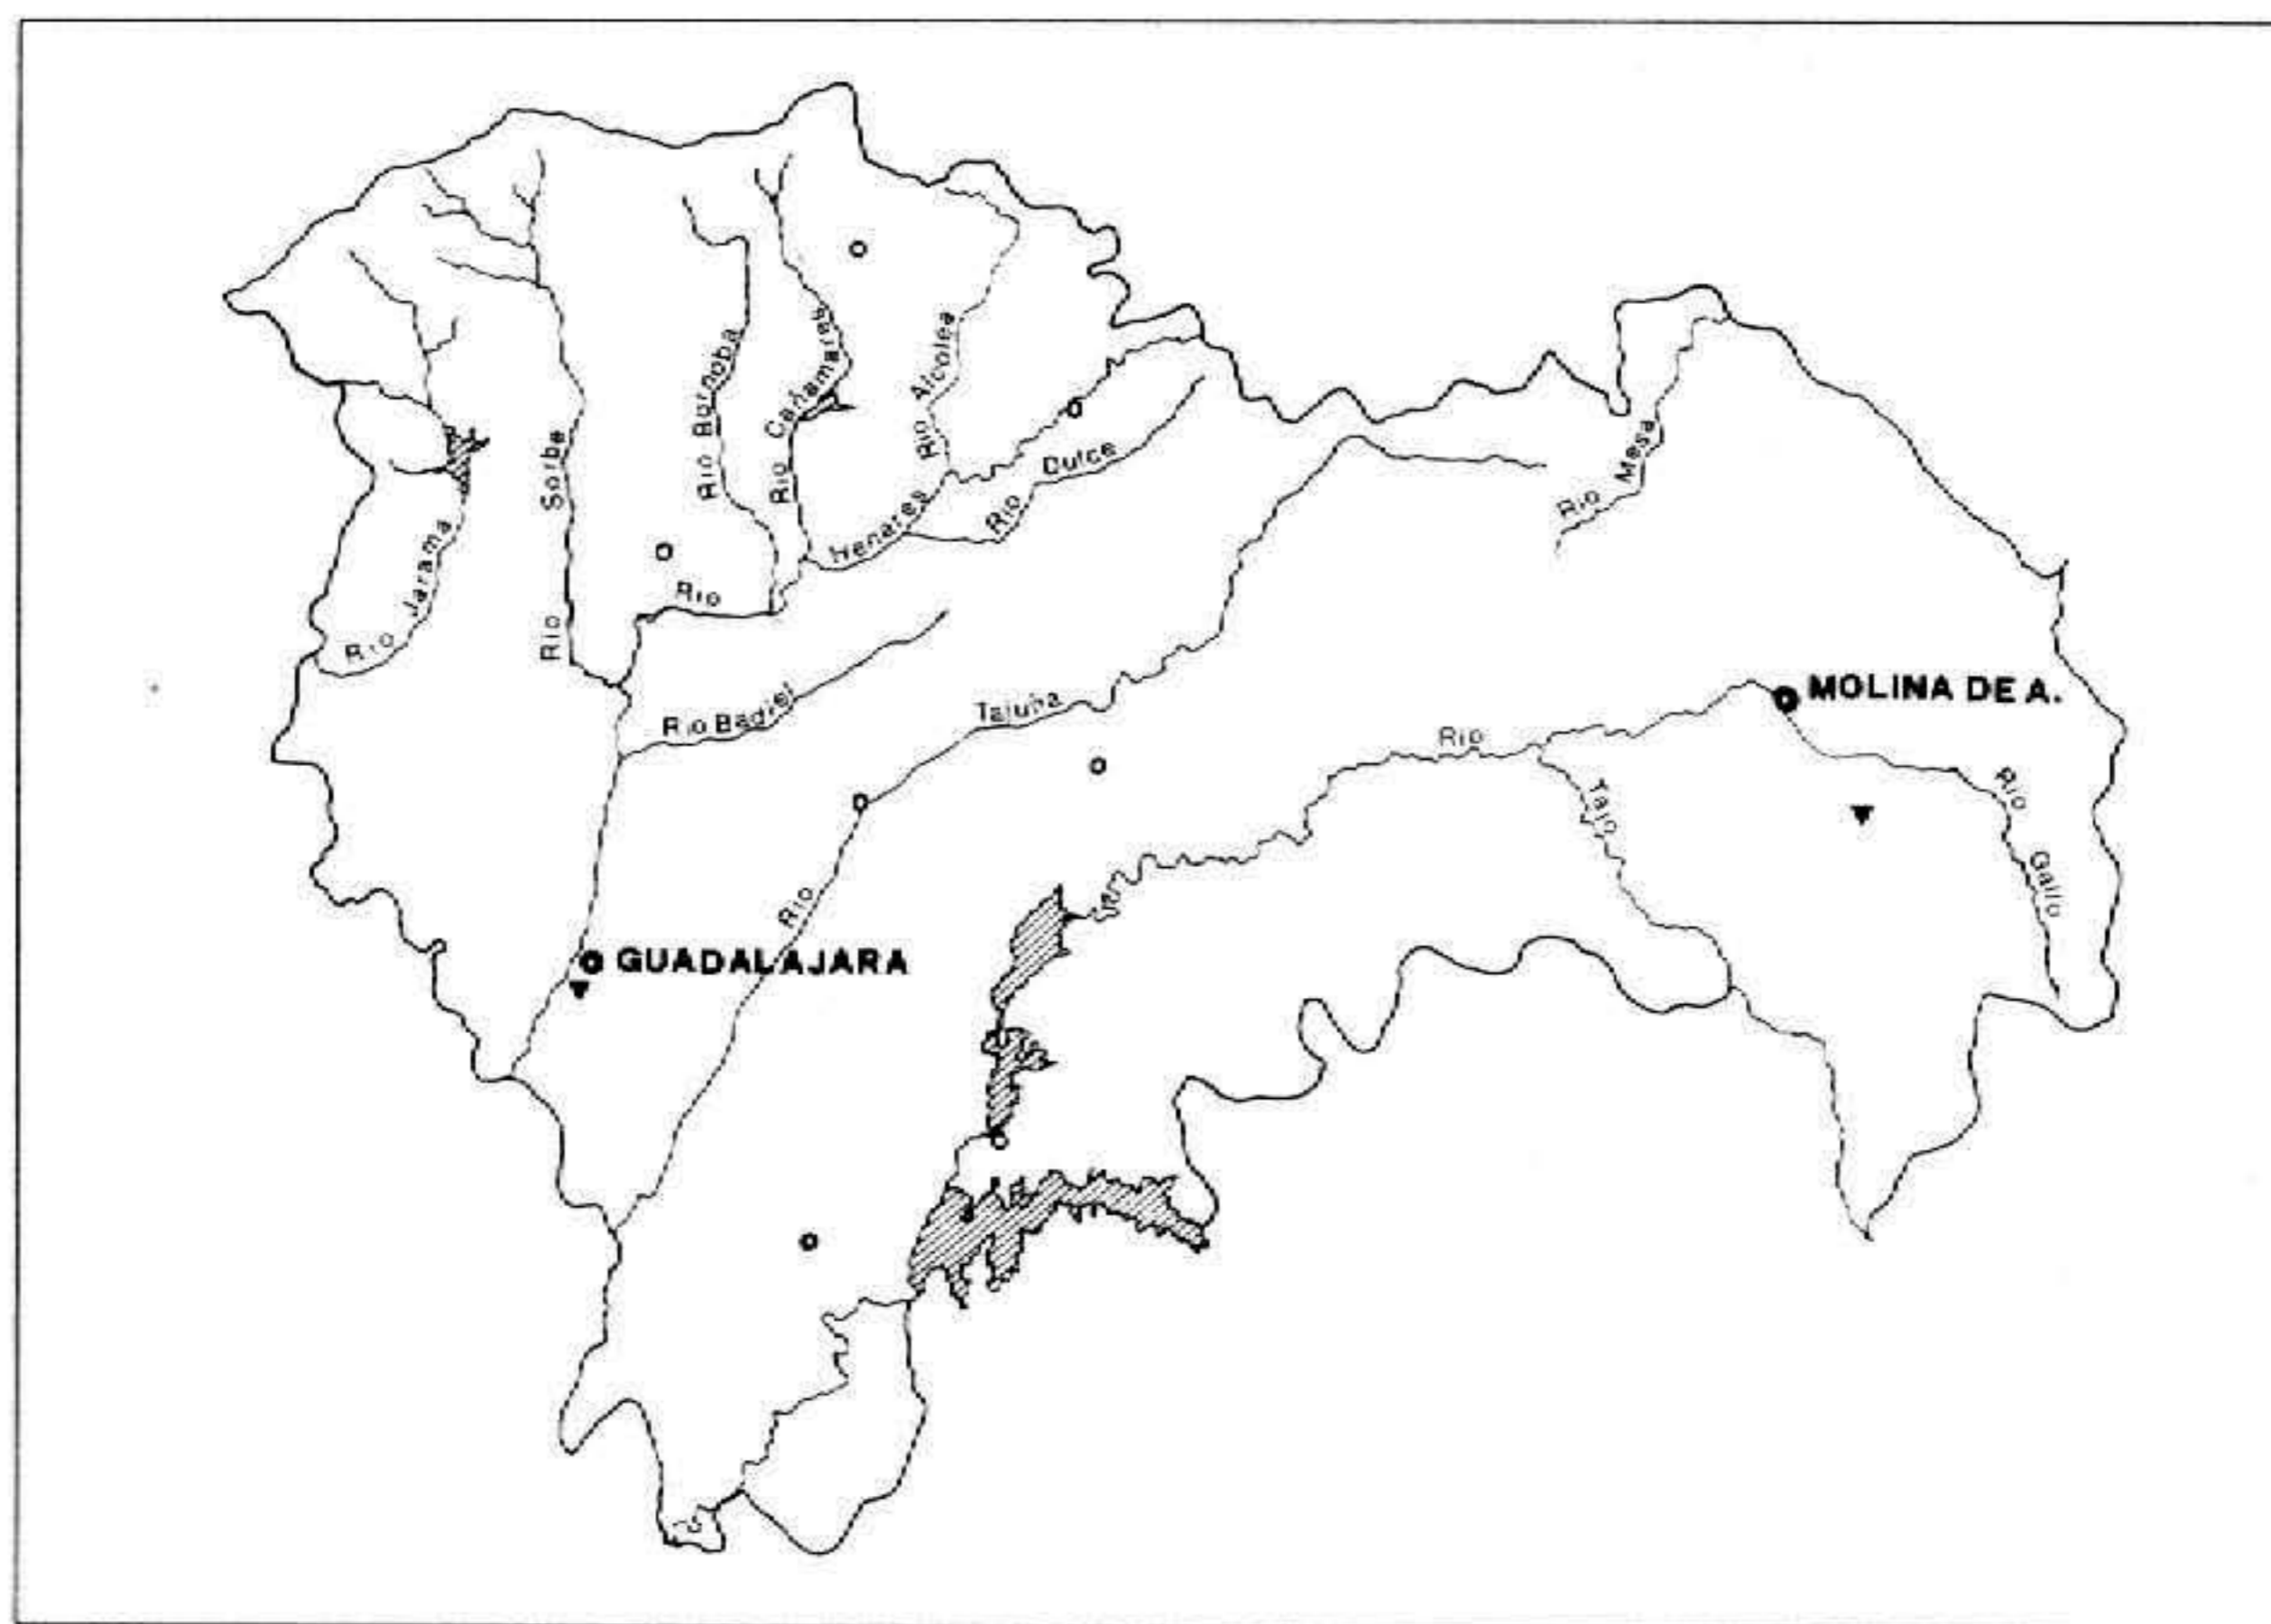 Rio Jarama
Rio Sorbe
Rio Bornoba
Rio Cañamares
Rio Alcolea
Rio Henares
Rio Dulce
Rio Mesa
Rio Badiel
Rio Tajuña
Rio Tajo
Rio Gallo
MOLINA DE A.
GUADALAJARA